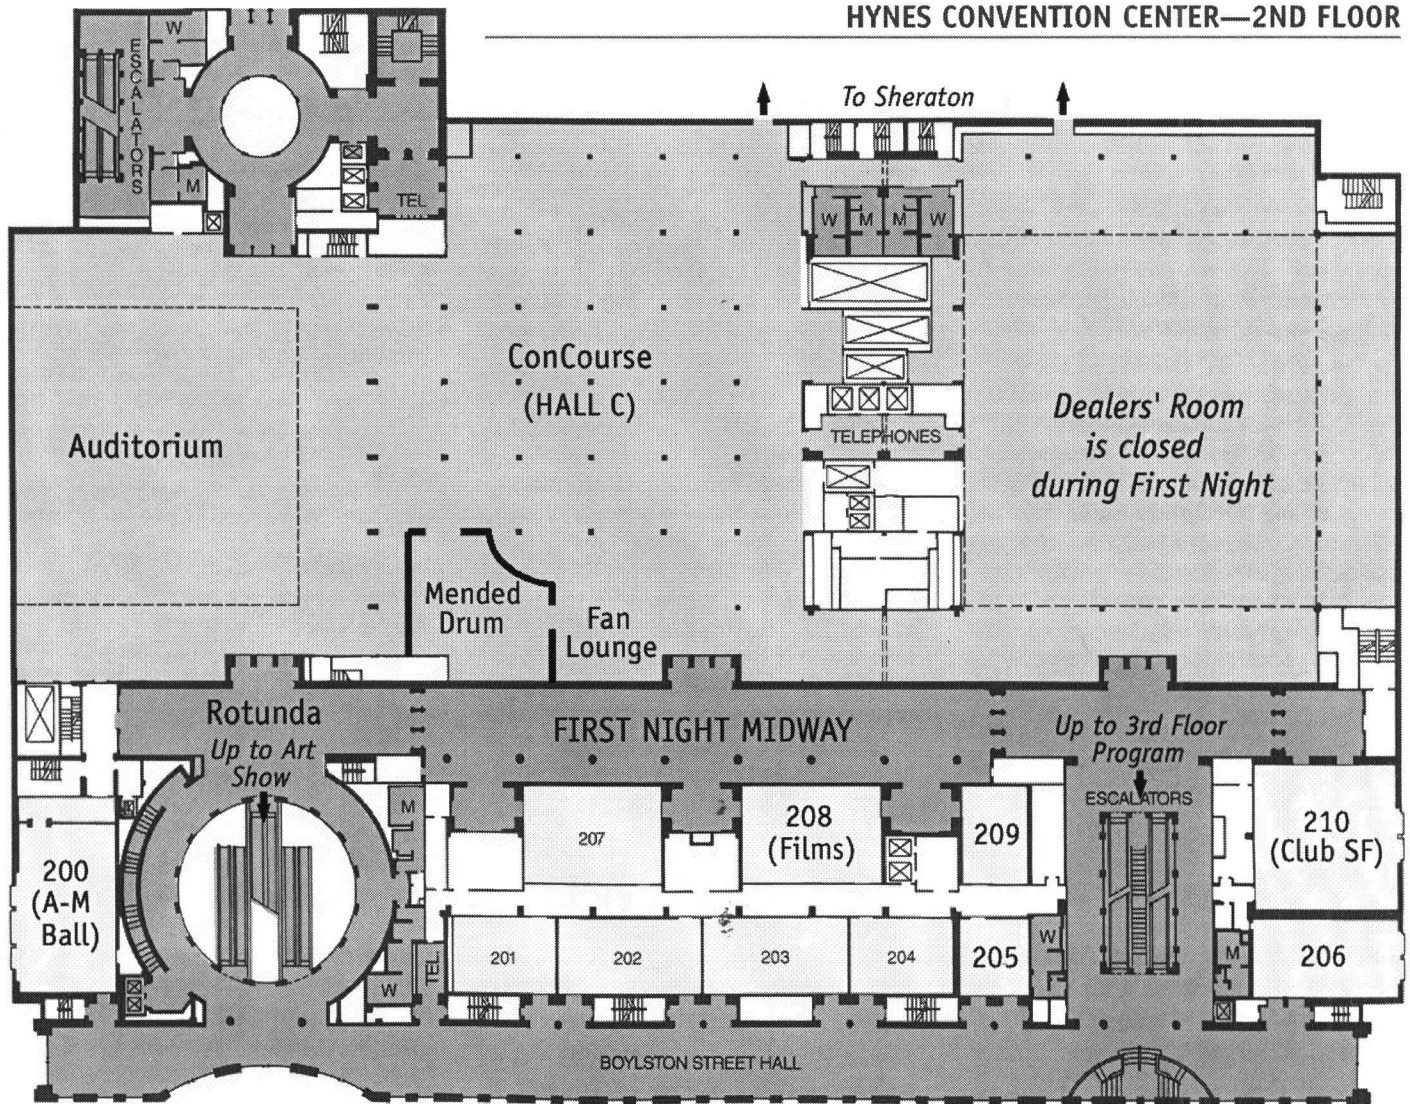 HYNES CONVENTION CENTER—2ND FLOOR
To Sheraton
W
ESCALATORS
M
TEL
W
M
M
W
ConCourse
(HALL C)
Auditorium
TELEPHONES
Dealers' Room
is closed
during First Night
Mended
Drum
Fan
Lounge
Rotunda
Up to Art
Show
FIRST NIGHT MIDWAY
Up to 3rd Floor
Program
ESCALATORS
M
207
208
(Films)
209
210
(Club SF)
200
(A-M
Ball)
W
TEL.
201
202
203
204
205
W
M
206
BOYLSTON STREET HALL